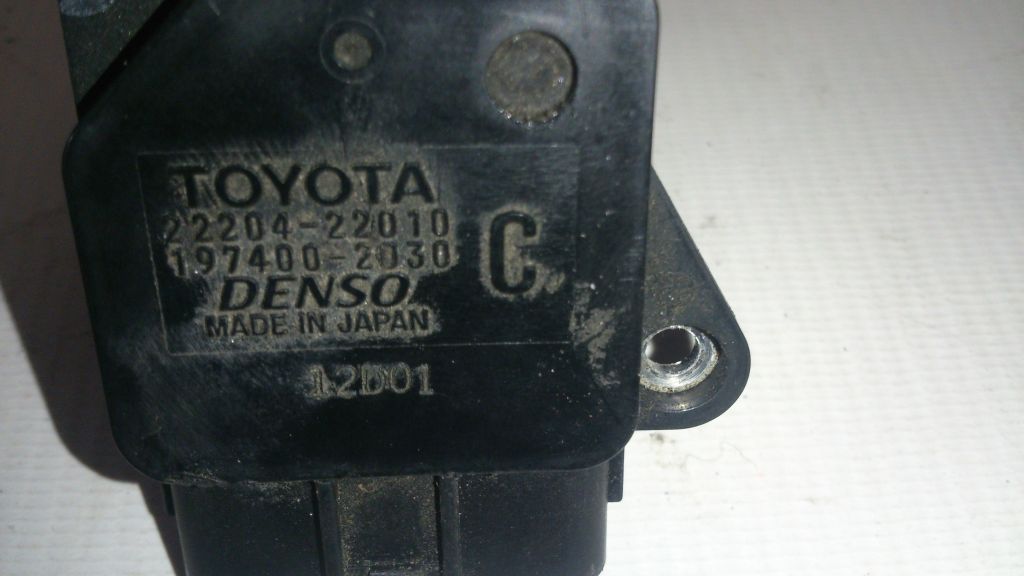 TOYOTA
22204-22010
197400-2030
C
DENSO
MADE IN JAPAN
12D01